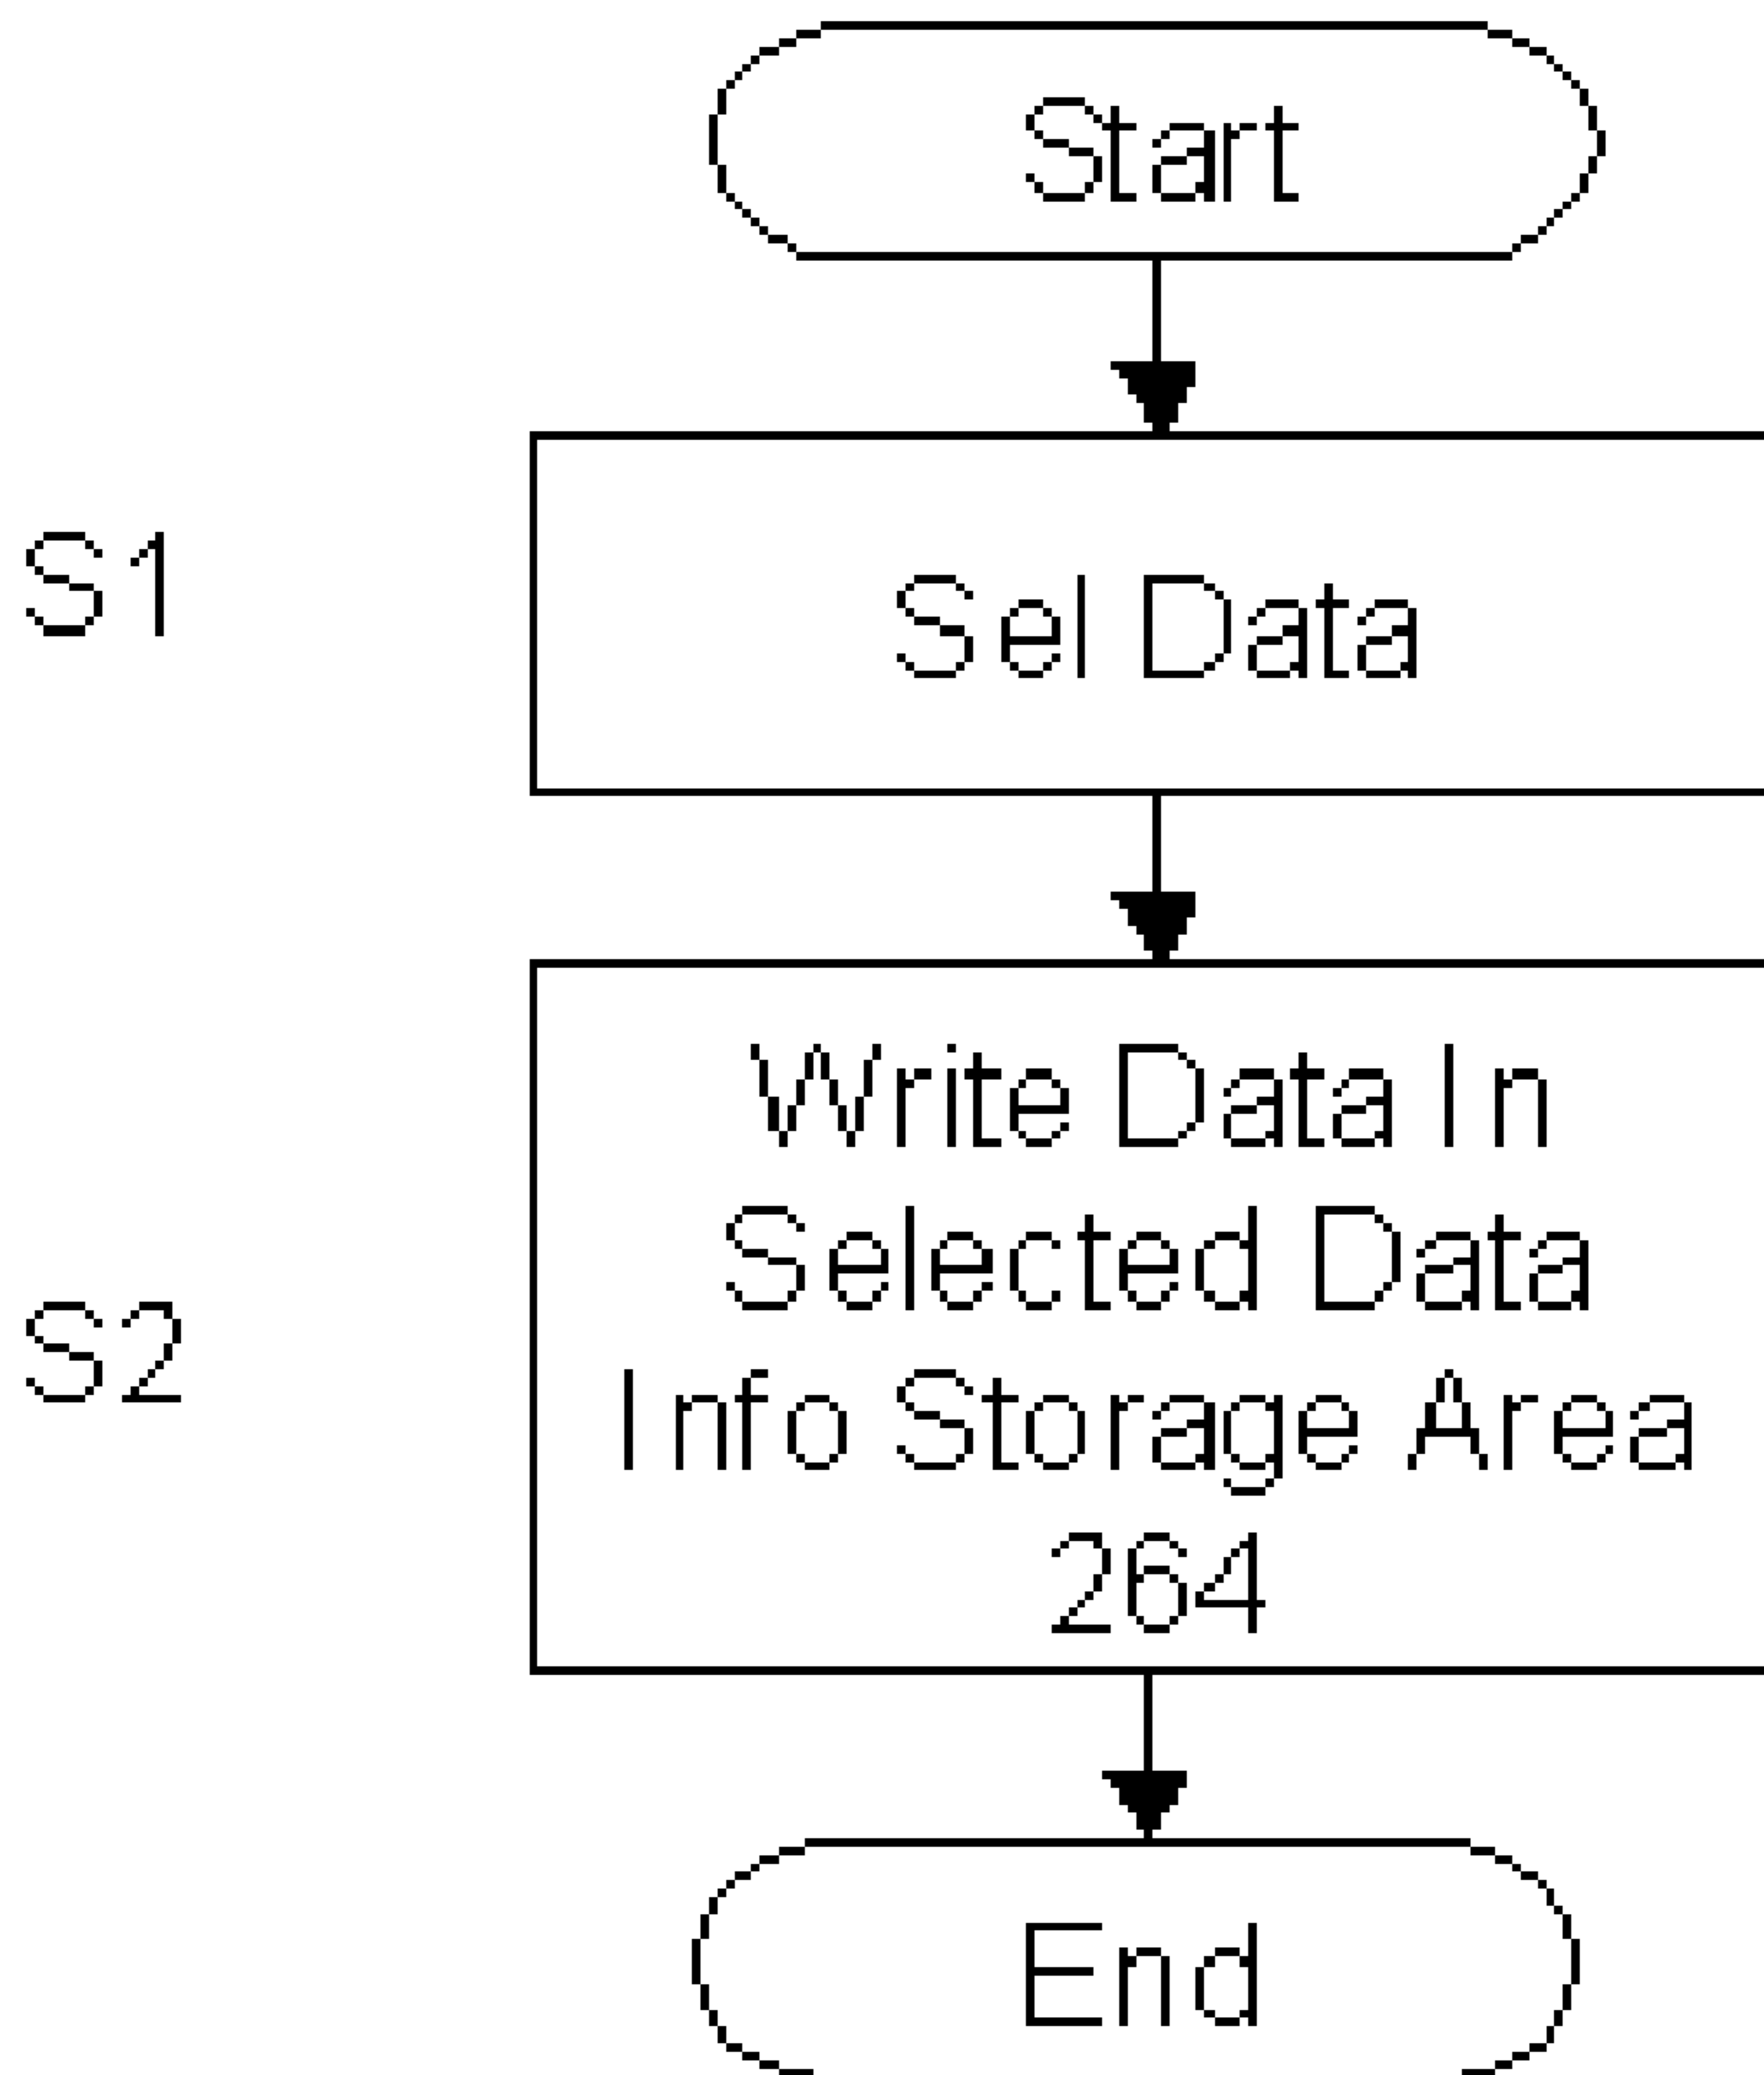 Start
S1
Sel Data
Write Data In
Selected Data
Info Storage Area
264
S2
End